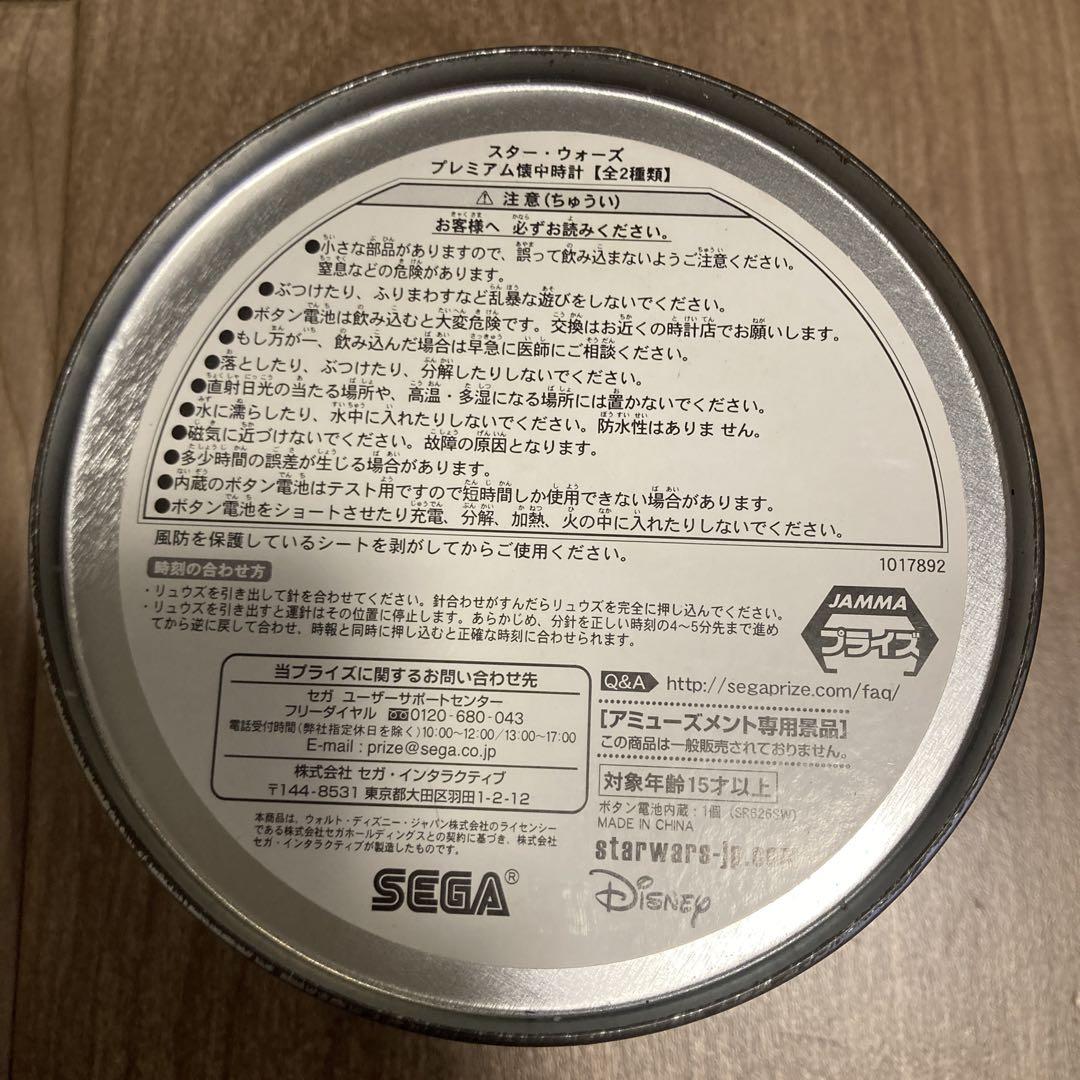 スター・ウォーズ
プレミアム懐中時計【全2種類】
⚠ 注意(ちゅうい)
お客様へ 必ずお読みください。
●小さな部品がありますので、誤って飲み込まないようご注意ください。
窒息などの危険があります。
●ぶつけたり、ふりまわすなど乱暴な遊びをしないでください。
●ボタン電池は飲み込むと大変危険です。交換はお近くの時計店でお願いします。
●もし万が一、飲み込んだ場合は早急に医師にご相談ください。
●落としたり、ぶつけたり、分解したりしないでください。
●直射日光の当たる場所や、高温・多湿になる場所には置かないでください。
●水に濡らしたり、水中に入れたりしないでください。防水性はありま せん。
●磁気に近づけないでください。故障の原因となります。
●多少時間の誤差が生じる場合があります。
●内蔵のボタン電池はテスト用ですので短時間しか使用できない場合があります。
●ボタン電池をショートさせたり充電、分解、加熱、火の中に入れたりしないでください。
風防を保護しているシートを剥がしてからご使用ください。
1017892
時刻の合わせ方
・リュウズを引き出して針を合わせてください。針合わせがすんだらリュウズを完全に押し込んでください。
・リュウズを引き出すと運針はその位置に停止します。あらかじめ、分針を正しい時刻の4〜5分先まで進め
てから逆に戻して合わせ、時報と同時に押し込むと正確な時刻に合わせられます。
JAMMA
プライズ
当プライズに関するお問い合わせ先
セガ ユーザーサポートセンター
フリーダイヤル 0120-680-043
電話受付時間(弊社指定休日を除く)10:00〜12:00/13:00〜17:00
E-mail : prize@sega.co.jp
株式会社 セガ・インタラクティブ
〒144-8531 東京都大田区羽田1-2-12
Q&A http://segaprize.com/faq/
[アミューズメント専用景品]
この商品は一般販売されておりません。
対象年齢15才以上
ボタン電池内蔵:1個(SR626SW)
MADE IN CHINA
starwars-jp.com
本商品は、ウォルト・ディズニー・ジャパン株式会社のライセンシー
である株式会社セガホールディングスとの契約に基づき、株式会社
セガ・インタラクティブが製造したものです。
SEGA®
Disney